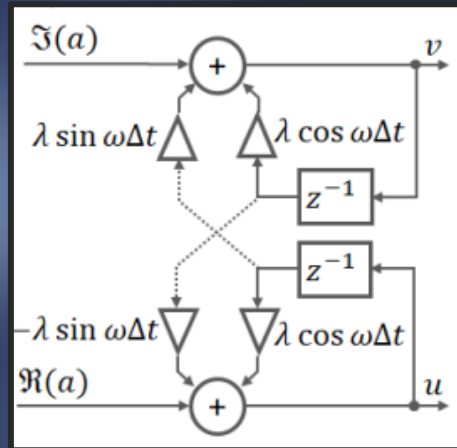 ℑ(a)
v
+
λ sin ωΔt
λ cos ωΔt
z⁻¹
z⁻¹
−λ sin ωΔt
λ cos ωΔt
ℜ(a)
+
u